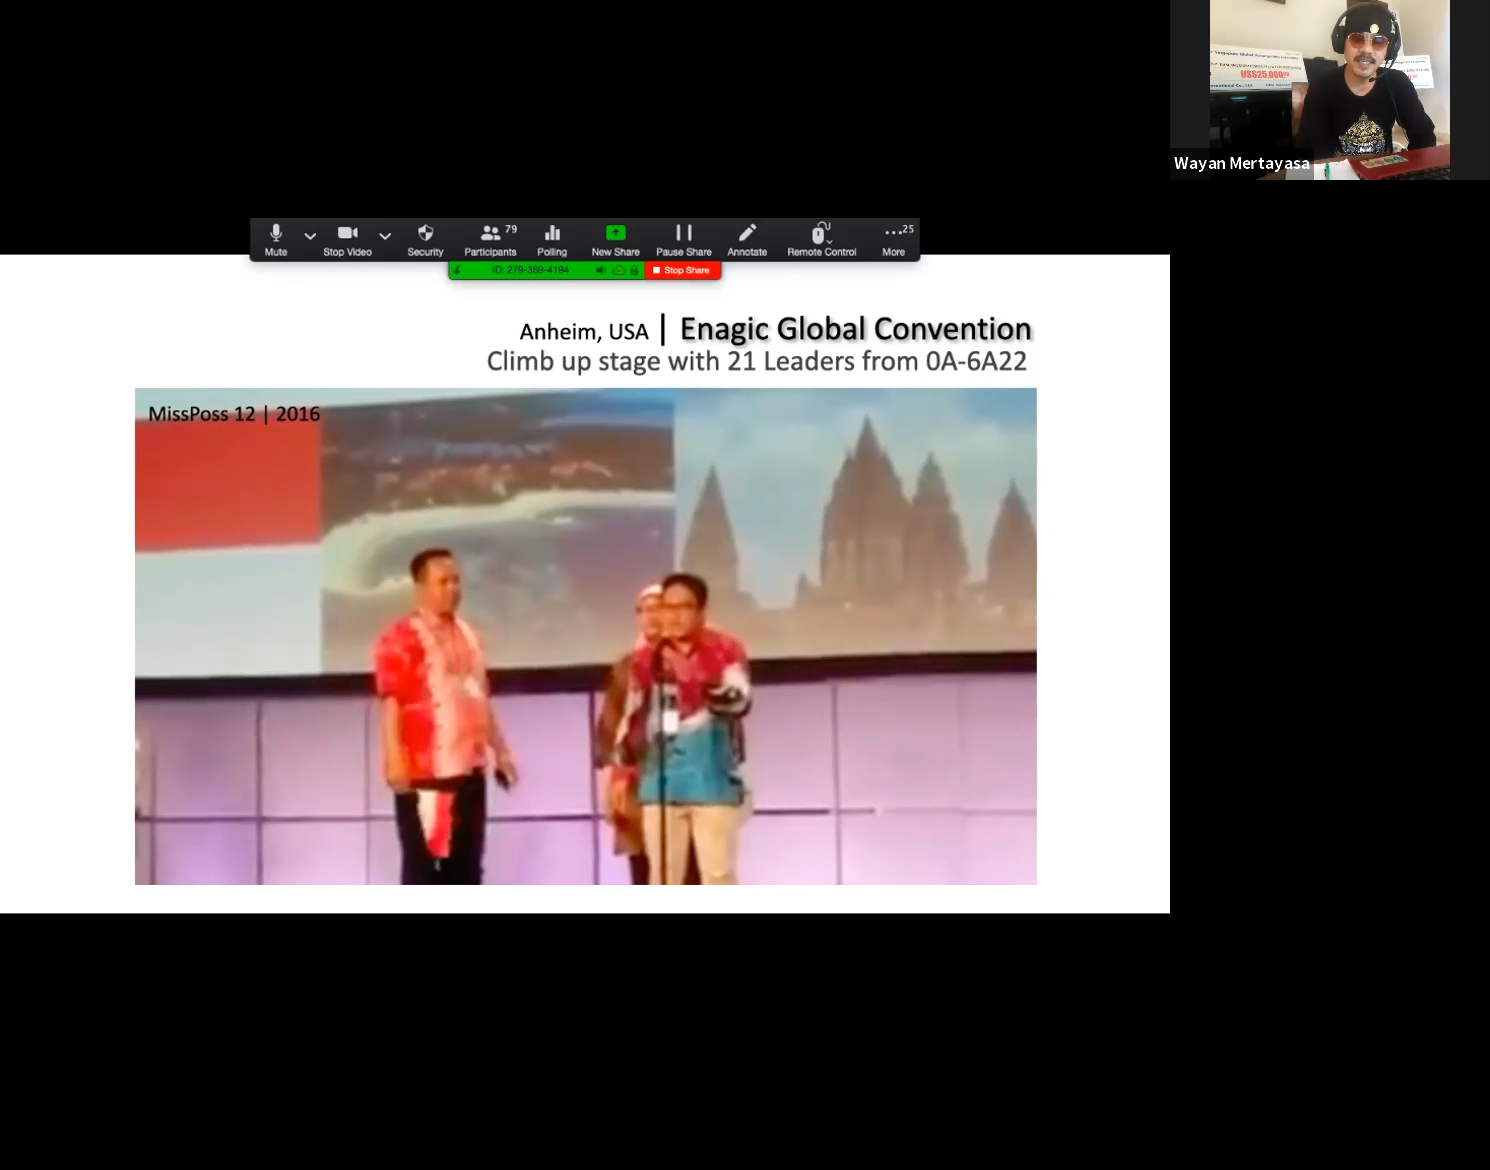 US$25,000
Wayan Mertayasa
79
25
Mute
Stop Video
Security
Participants
Polling
New Share
Pause Share
Annotate
Remote Control
More
ID: 279-369-4194
Stop Share
Anheim, USA | Enagic Global Convention
Climb up stage with 21 Leaders from 0A-6A22
MissPoss 12 | 2016